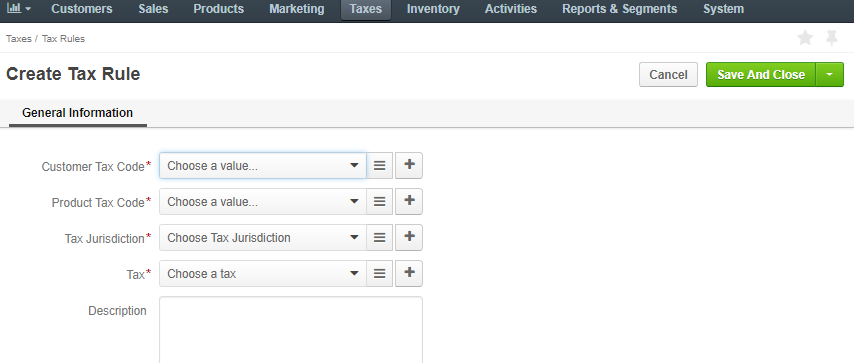 Customers Sales Products Marketing Taxes Inventory Activities Reports & Segments System
Taxes / Tax Rules
Create Tax Rule Cancel Save And Close
General Information
Customer Tax Code* Choose a value...
Product Tax Code* Choose a value...
Tax Jurisdiction* Choose Tax Jurisdiction
Tax* Choose a tax
Description